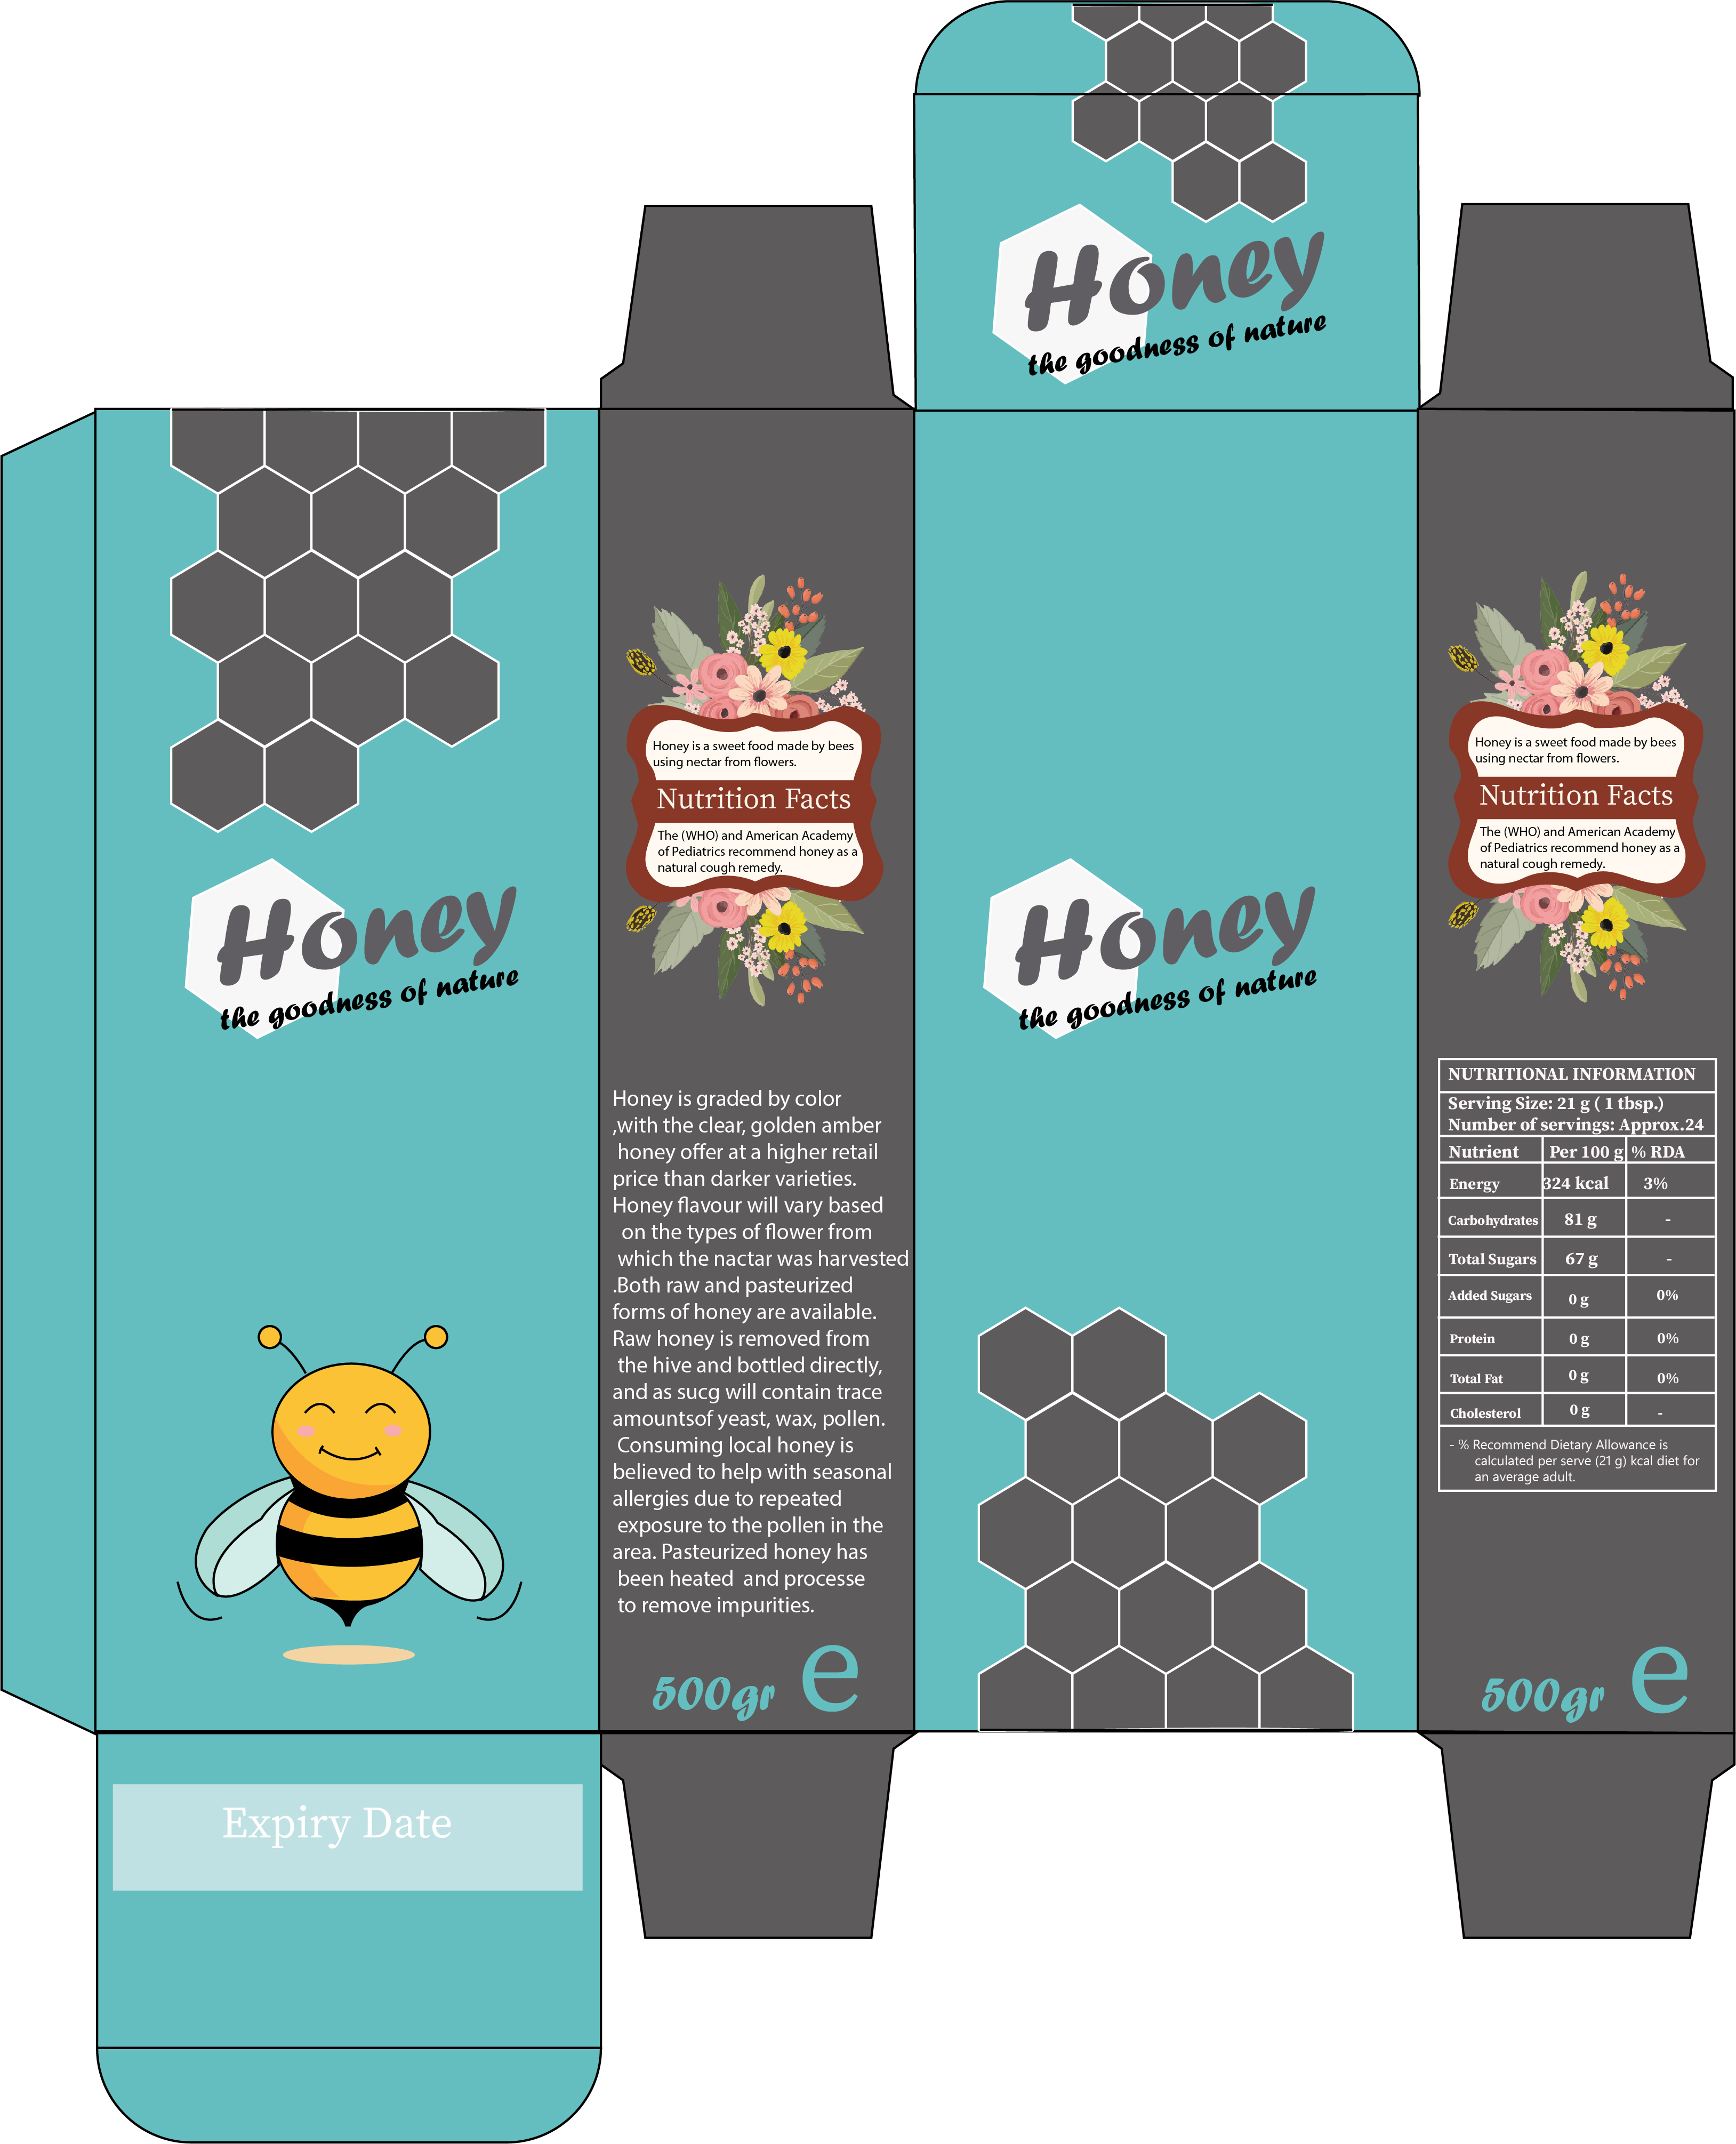 Honey
the goodness of nature
Honey
the goodness of nature
Expiry Date
Honey is a sweet food made by bees
using nectar from flowers.
Nutrition Facts
The (WHO) and American Academy
of Pediatrics recommend honey as a
natural cough remedy.
Honey is graded by color
,with the clear, golden amber
honey offer at a higher retail
price than darker varieties.
Honey flavour will vary based
on the types of flower from
which the nactar was harvested
.Both raw and pasteurized
forms of honey are available.
Raw honey is removed from
the hive and bottled directly,
and as sucg will contain trace
amountsof yeast, wax, pollen.
Consuming local honey is
believed to help with seasonal
allergies due to repeated
exposure to the pollen in the
area. Pasteurized honey has
been heated  and processe
to remove impurities.
500gr e
Honey
the goodness of nature
Honey is a sweet food made by bees
using nectar from flowers.
Nutrition Facts
The (WHO) and American Academy
of Pediatrics recommend honey as a
natural cough remedy.
NUTRITIONAL INFORMATION
Serving Size: 21 g ( 1 tbsp.)
Number of servings: Approx.24
Nutrient Per 100 g % RDA
Energy 324 kcal 3%
Carbohydrates 81 g -
Total Sugars 67 g -
Added Sugars 0 g 0%
Protein 0 g 0%
Total Fat 0 g 0%
Cholesterol 0 g -
- % Recommend Dietary Allowance is
calculated per serve (21 g) kcal diet for
an average adult.
500gr e